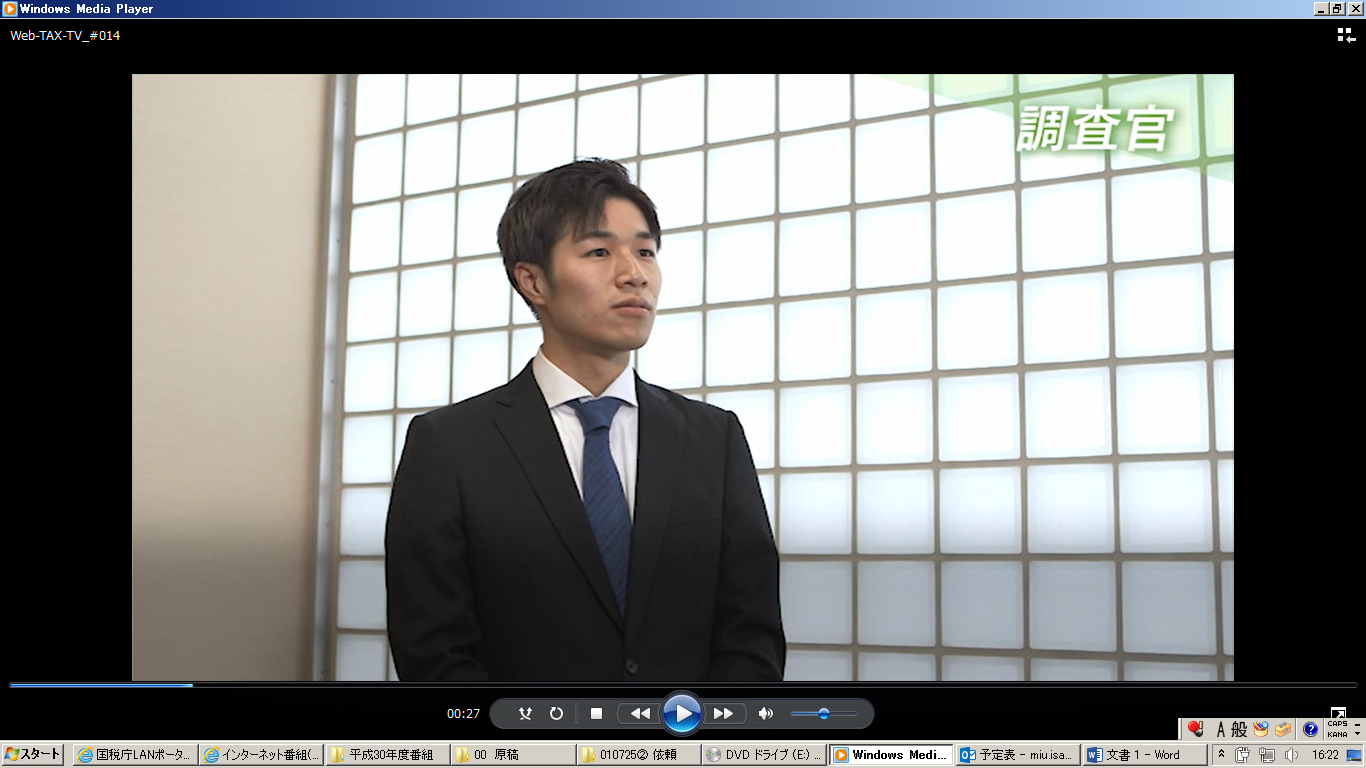 Windows Media Player
Web-TAX-TV_#014
調査官
00:27
A 般
CAPS
KANA
スタート
国税庁LANポータ...
インターネット番組(...
平成30年度番組
00 原稿
010725② 依頼
DVD ドライブ (E:) ...
Windows Medi...
予定表 - miu.isa...
文書 1 - Word
16:22